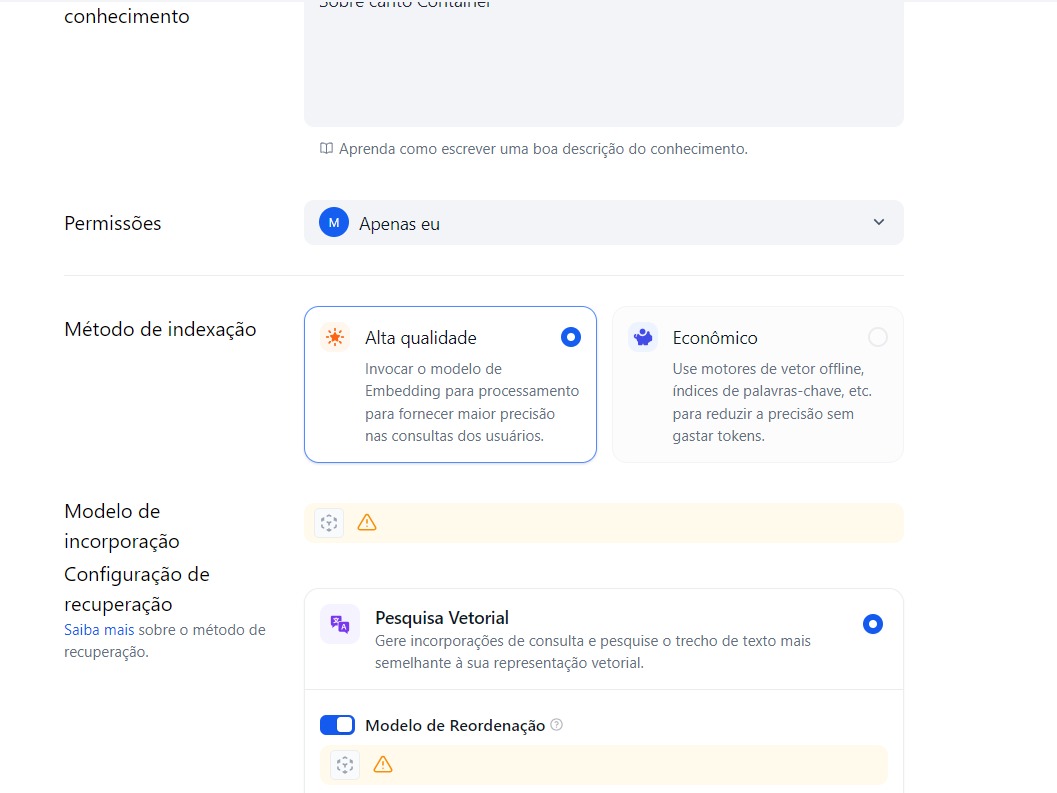 conhecimento
Sobre canto Container
Aprenda como escrever uma boa descrição do conhecimento.
Permissões
M
Apenas eu
Método de indexação
Alta qualidade
Invocar o modelo de
Embedding para processamento
para fornecer maior precisão
nas consultas dos usuários.
Econômico
Use motores de vetor offline,
índices de palavras-chave, etc.
para reduzir a precisão sem
gastar tokens.
Modelo de
incorporação
Configuração de
recuperação
Saiba mais sobre o método de
recuperação.
Pesquisa Vetorial
Gere incorporações de consulta e pesquise o trecho de texto mais
semelhante à sua representação vetorial.
Modelo de Reordenação